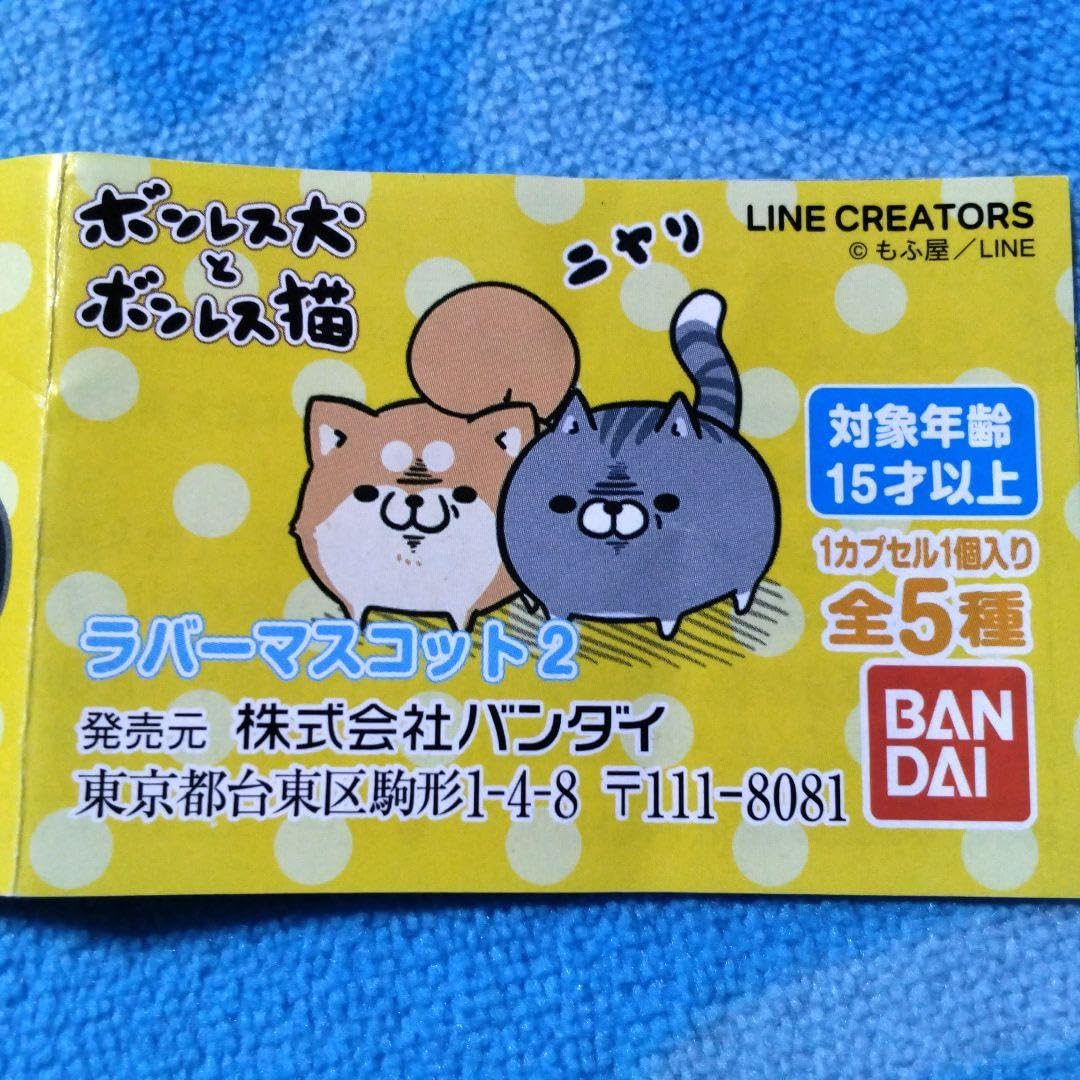 ボンレス犬
と
ボンレス猫
ニヤリ
LINE CREATORS
© もふ屋／LINE
対象年齢
15才以上
1カプセル1個入り
全5種
ラバーマスコット2
発売元 株式会社バンダイ
東京都台東区駒形1-4-8 〒111-8081
BAN
DAI